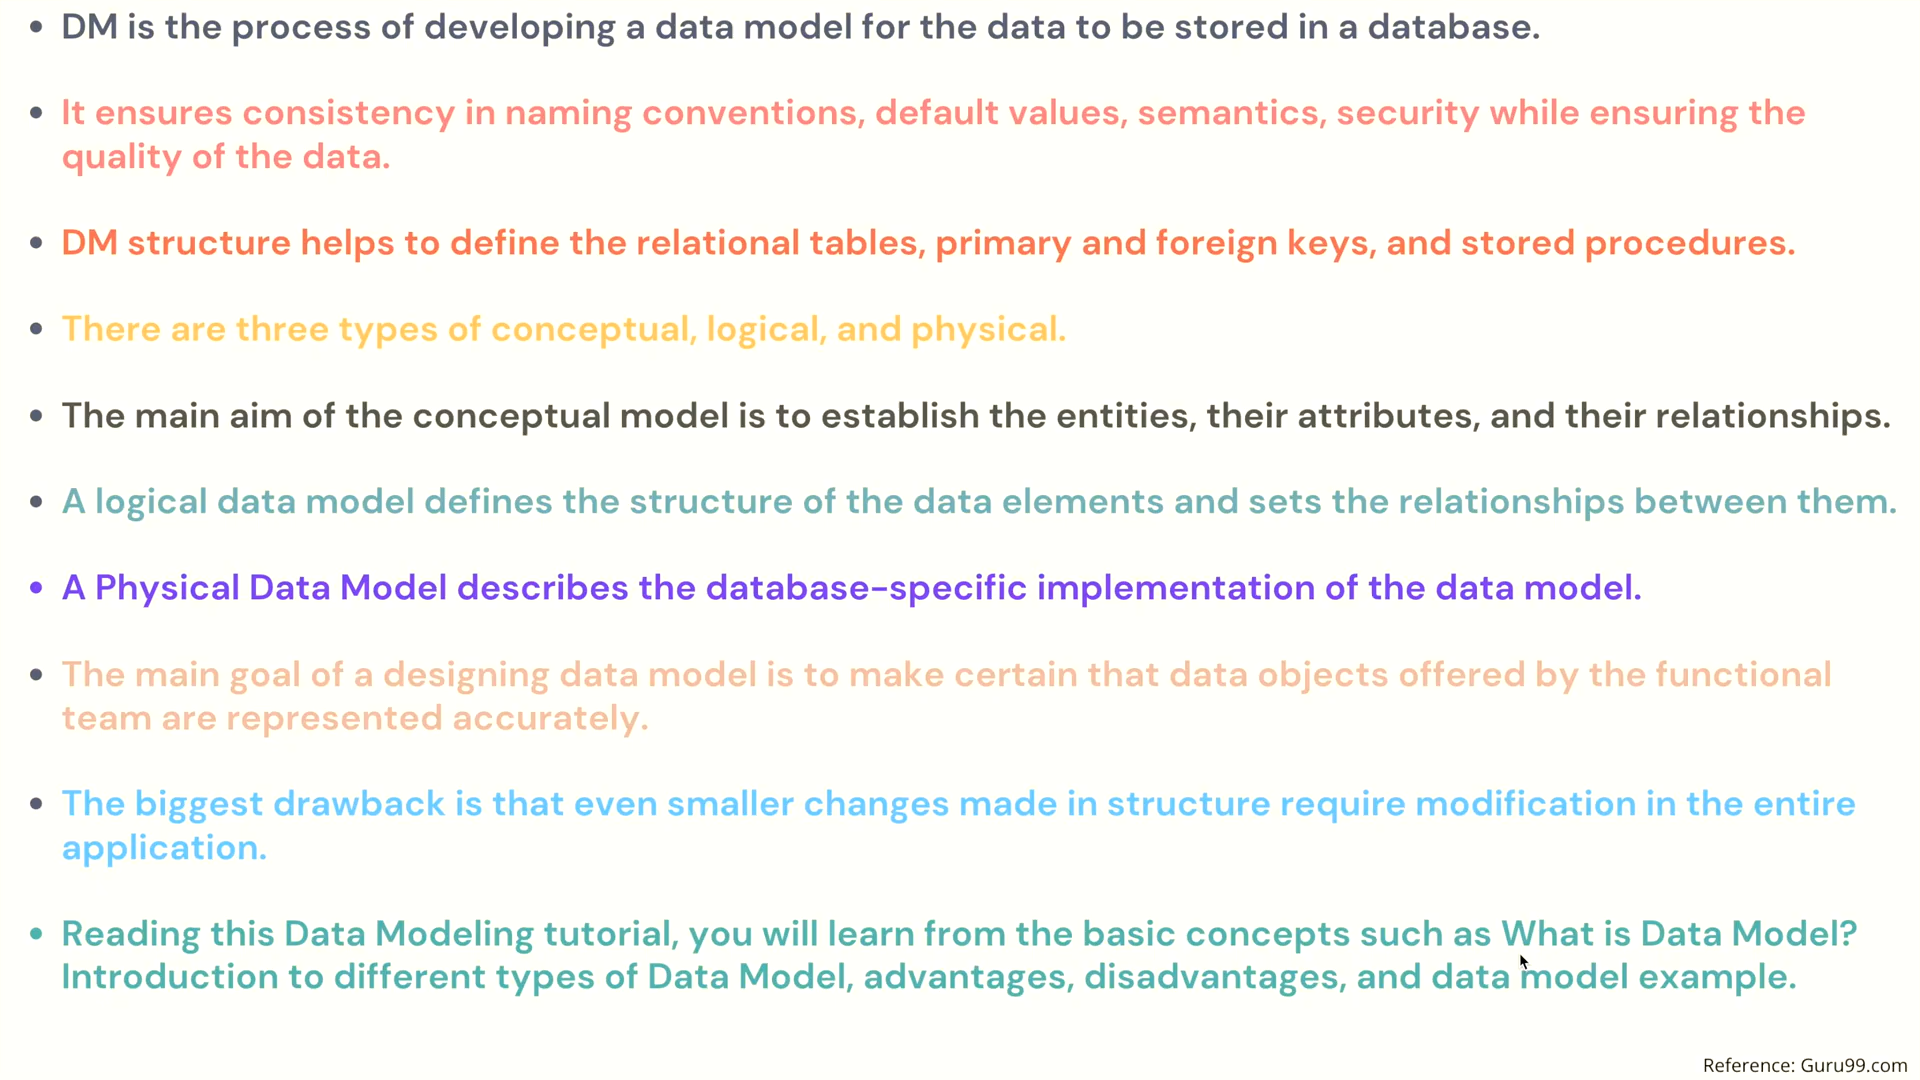 • DM is the process of developing a data model for the data to be stored in a database.
• It ensures consistency in naming conventions, default values, semantics, security while ensuring the
quality of the data.
• DM structure helps to define the relational tables, primary and foreign keys, and stored procedures.
• There are three types of conceptual, logical, and physical.
• The main aim of the conceptual model is to establish the entities, their attributes, and their relationships.
• A logical data model defines the structure of the data elements and sets the relationships between them.
• A Physical Data Model describes the database-specific implementation of the data model.
• The main goal of a designing data model is to make certain that data objects offered by the functional
team are represented accurately.
• The biggest drawback is that even smaller changes made in structure require modification in the entire
application.
• Reading this Data Modeling tutorial, you will learn from the basic concepts such as What is Data Model?
Introduction to different types of Data Model, advantages, disadvantages, and data model example.
Reference: Guru99.com